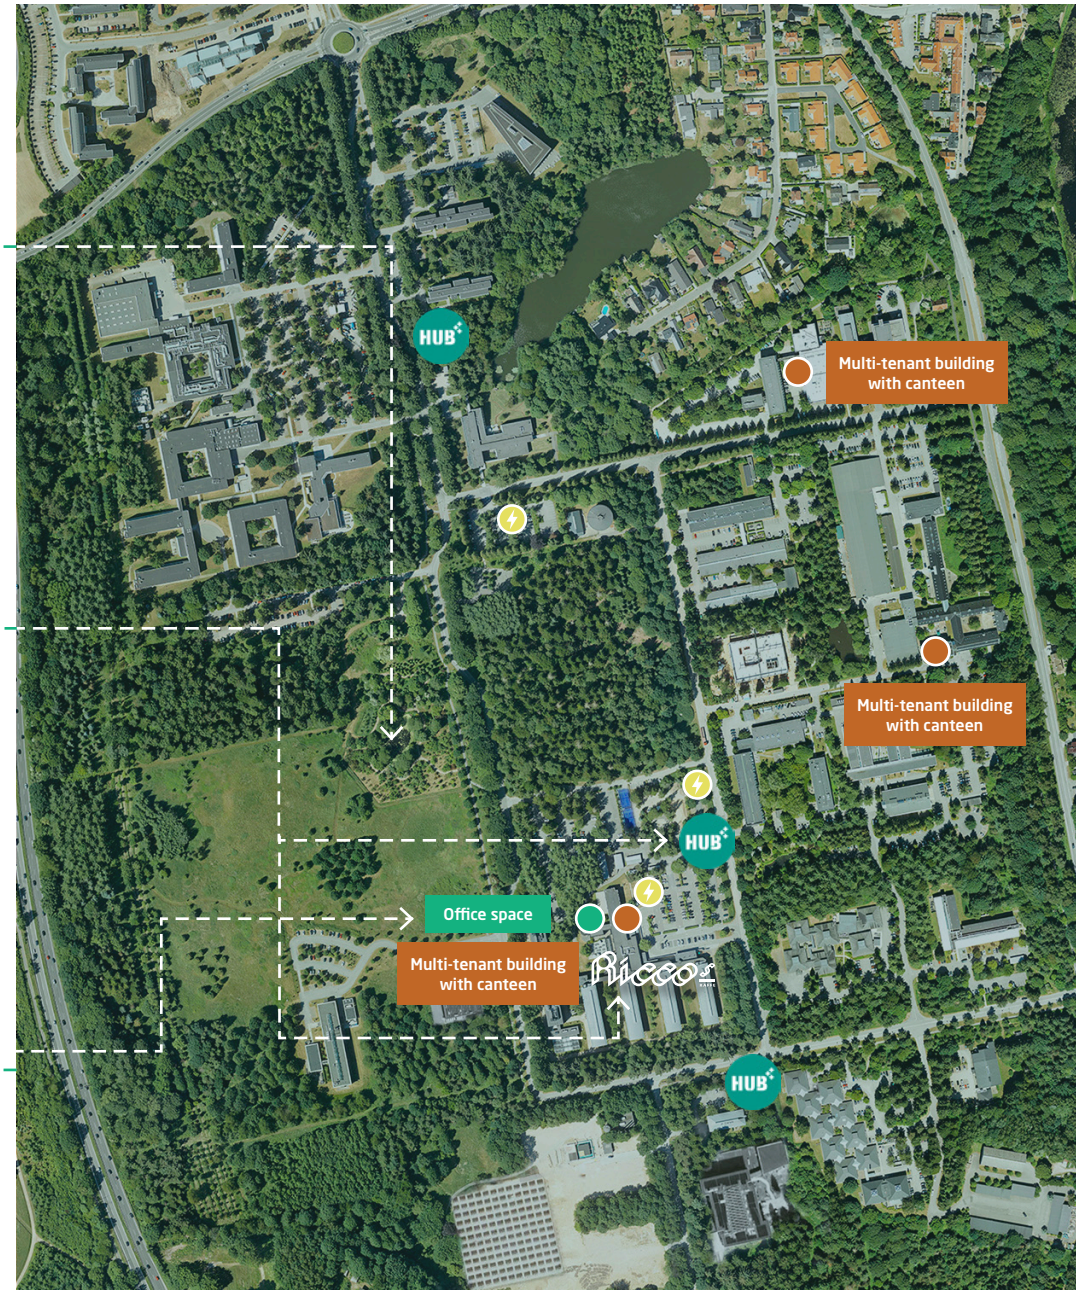 HUB
Multi-tenant building
with canteen
Multi-tenant building
with canteen
HUB
Office space
Multi-tenant building
with canteen
Riccos
HUB